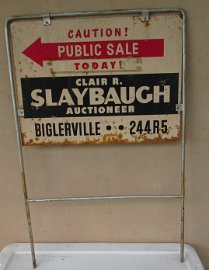 CAUTION!
PUBLIC SALE
TODAY!
CLAIR R.
SLAYBAUGH
AUCTIONEER
BIGLERVILLE •• 244R5